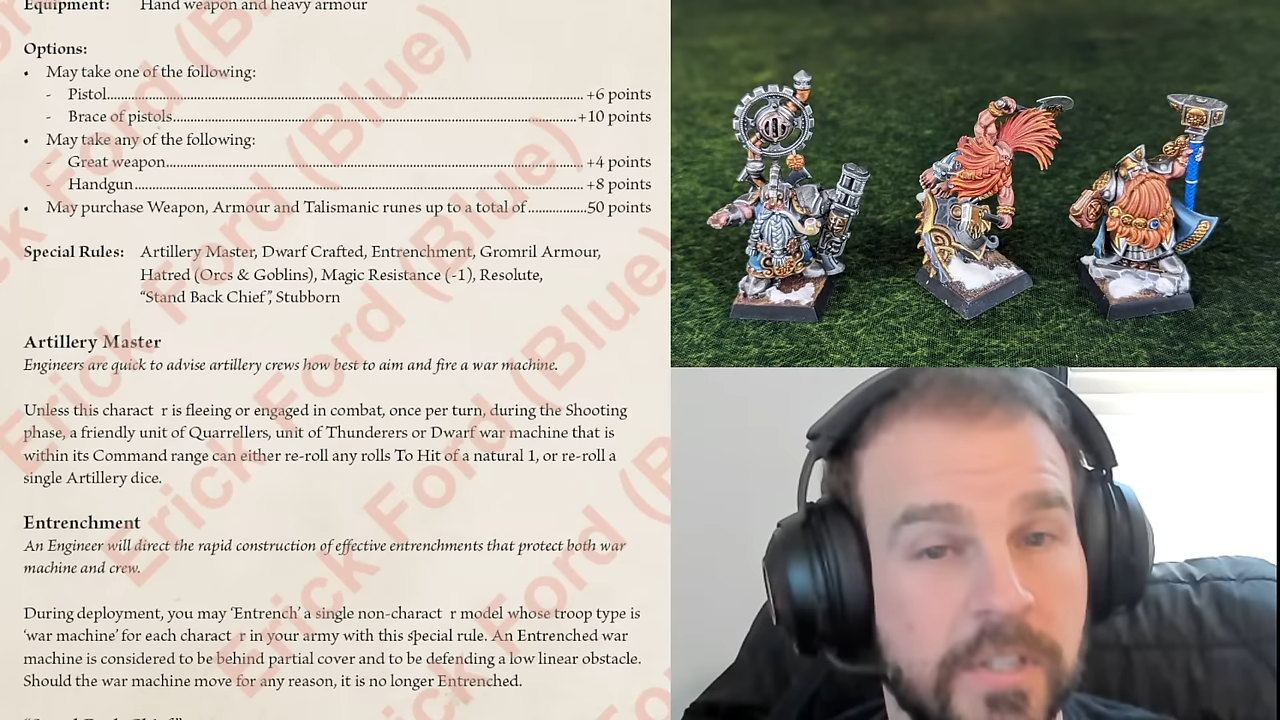 Equipment: Hand weapon and heavy armour
Options:
• May take one of the following:
- Pistol.......................................................................................................... +6 points
- Brace of pistols......................................................................................... +10 points
• May take any of the following:
- Great weapon............................................................................................ +4 points
- Handgun.................................................................................................... +8 points
• May purchase Weapon, Armour and Talismanic runes up to a total of...............50 points
Special Rules: Artillery Master, Dwarf Crafted, Entrenchment, Gromril Armour,
Hatred (Orcs & Goblins), Magic Resistance (-1), Resolute,
“Stand Back Chief”, Stubborn
Artillery Master
Engineers are quick to advise artillery crews how best to aim and fire a war machine.
Unless this charact r is fleeing or engaged in combat, once per turn, during the Shooting
phase, a friendly unit of Quarrellers, unit of Thunderers or Dwarf war machine that is
within its Command range can either re-roll any rolls To Hit of a natural 1, or re-roll a
single Artillery dice.
Entrenchment
An Engineer will direct the rapid construction of effective entrenchments that protect both war
machine and crew.
During deployment, you may ‘Entrench’ a single non-charact r model whose troop type is
‘war machine’ for each charact r in your army with this special rule. An Entrenched war
machine is considered to be behind partial cover and to be defending a low linear obstacle.
Should the war machine move for any reason, it is no longer Entrenched.
Erick Ford (Blue)
Erick Ford (Blue)
Erick Ford (Blue)